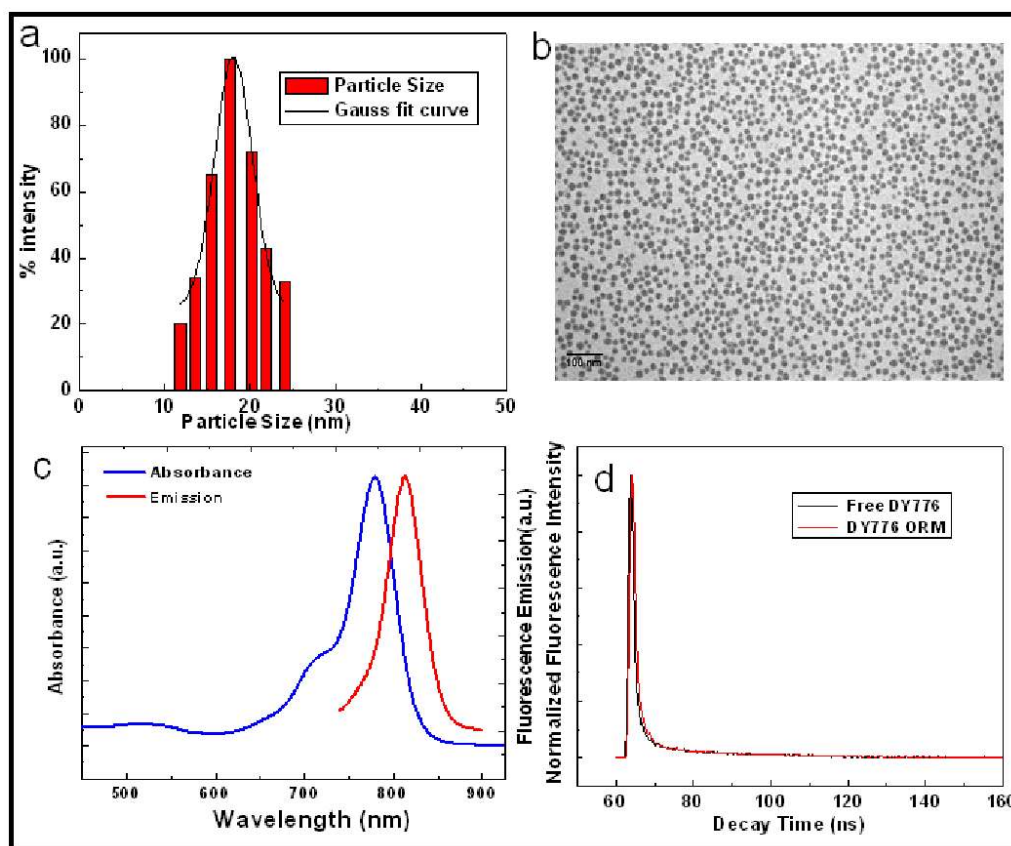 a
100
80
60
40
20
0
% intensity
Particle Size
Gauss fit curve
0 10 20 30 40 50
Particle Size (nm)
b
100 nm
c
Absorbance
Emission
Absorbance (a.u.)
Fluorescence Emission(a.u.)
500 600 700 800 900
Wavelength (nm)
d
Free DY776
DY776 ORM
Normalized Fluorescence Intensity
60 80 100 120 140 160
Decay Time (ns)